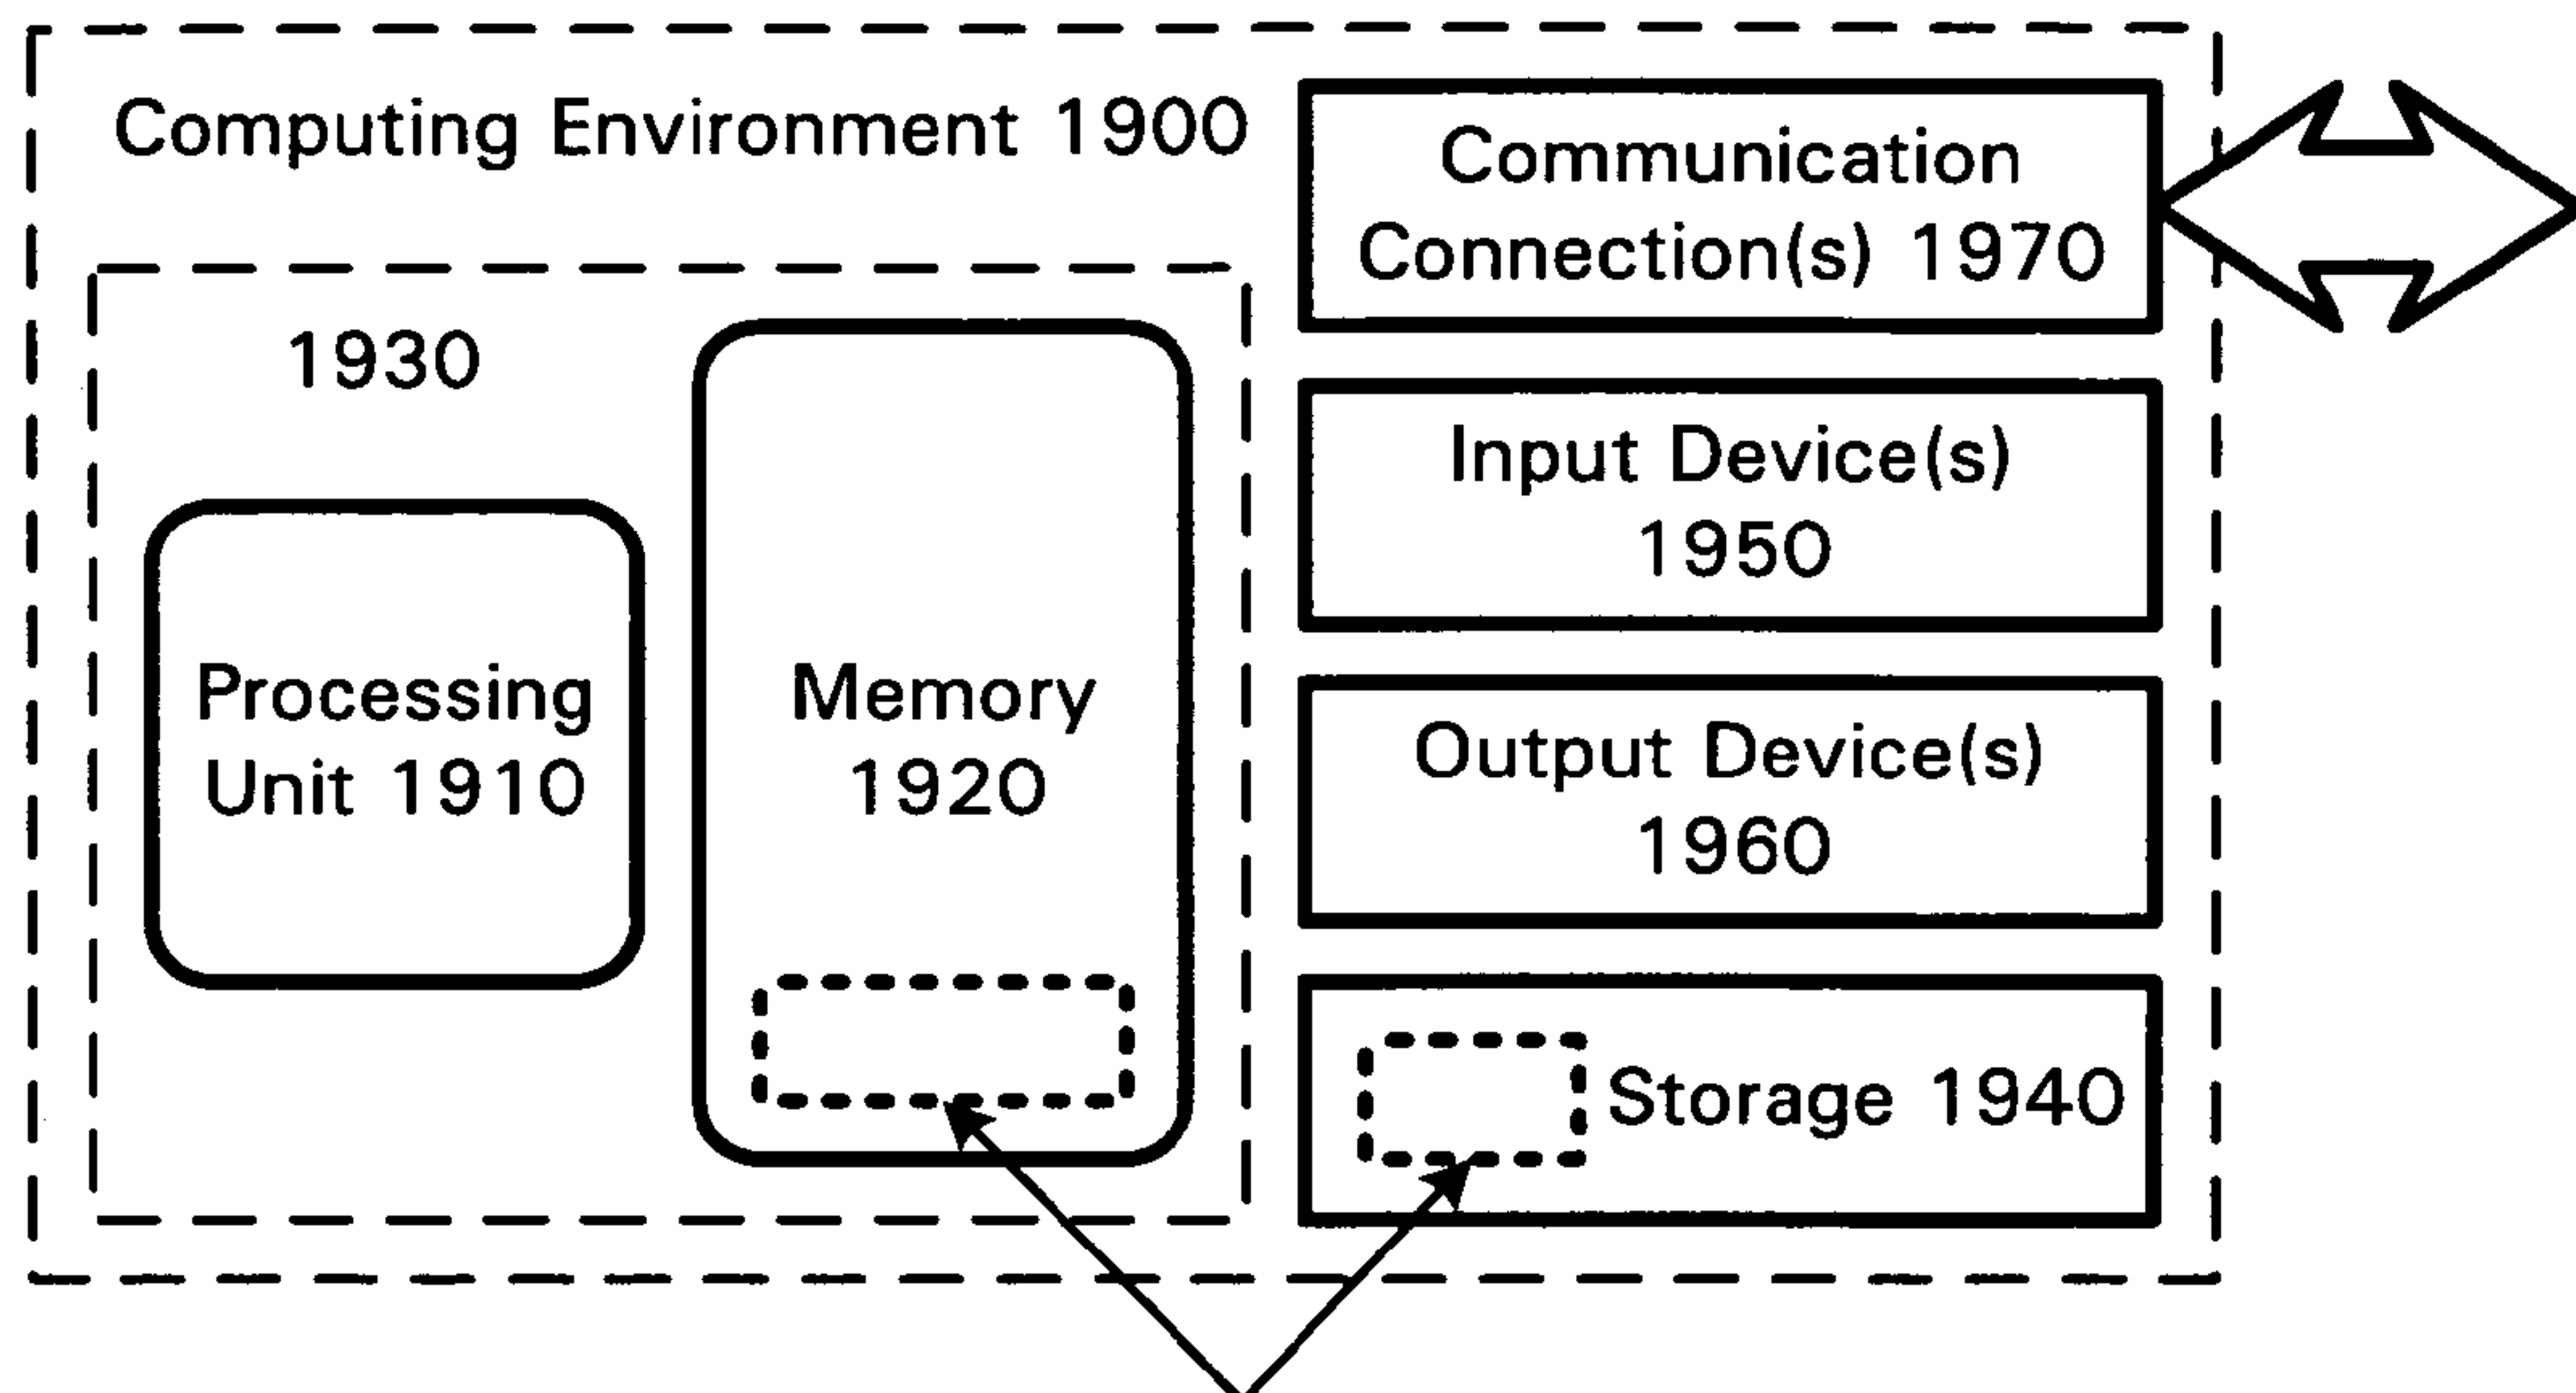 Computing Environment 1900
Communication
Connection(s) 1970
1930
Input Device(s)
1950
Processing
Unit 1910
Memory
1920
Output Device(s)
1960
Storage 1940